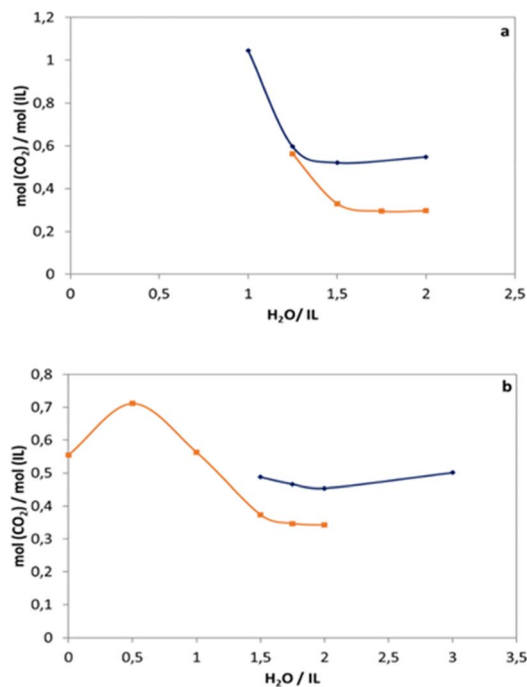 a
1,2
1
0,8
0,6
0,4
0,2
0
mol (CO₂) / mol (IL)
0 0,5 1 1,5 2 2,5
H₂O/ IL
b
0,8
0,7
0,6
0,5
0,4
0,3
0,2
0,1
0
mol (CO₂) / mol (IL)
0 0,5 1 1,5 2 2,5 3 3,5
H₂O/ IL